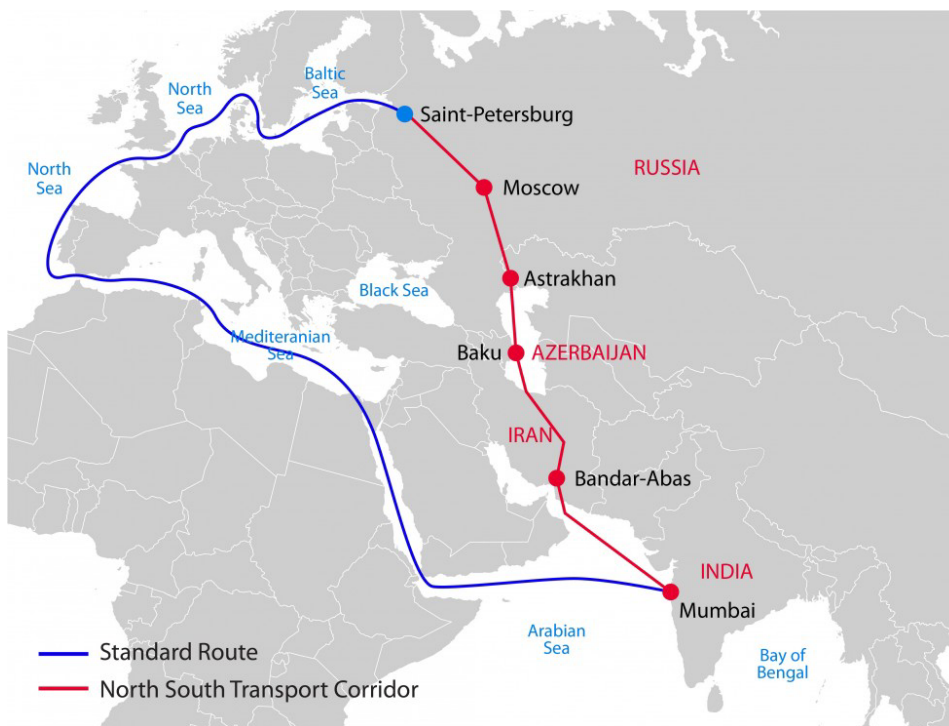 Baltic
Sea
North
Sea
Saint-Petersburg
North
Sea
RUSSIA
Moscow
Astrakhan
Black Sea
Mediteranian
Sea
Baku
AZERBAIJAN
IRAN
Bandar-Abas
INDIA
Mumbai
Arabian
Sea
Bay of
Bengal
Standard Route
North South Transport Corridor